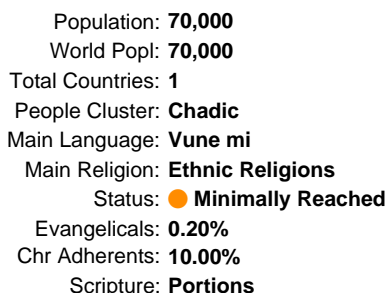 Population: 70,000
World Popl: 70,000
Total Countries: 1
People Cluster: Chadic
Main Language: Vune mi
Main Religion: Ethnic Religions
Status: Minimally Reached
Evangelicals: 0.20%
Chr Adherents: 10.00%
Scripture: Portions